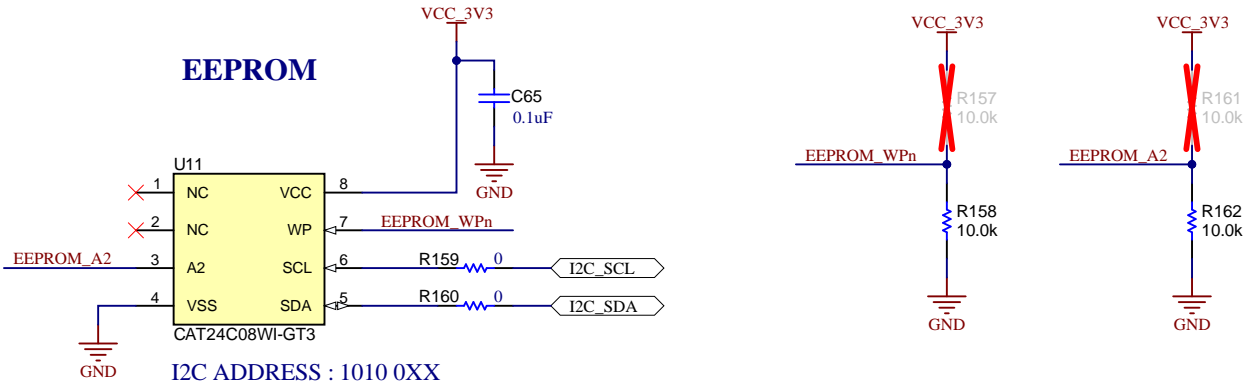 VCC_3V3
EEPROM
C65
0.1uF
GND
U11
1 NC VCC 8
2 NC WP 7 EEPROM_WPn
EEPROM_A2 3 A2 SCL 6 R159 0 I2C_SCL
4 VSS SDA 5 R160 0 I2C_SDA
CAT24C08WI-GT3
GND
I2C ADDRESS : 1010 0XX
VCC_3V3
R157
10.0k
EEPROM_WPn
R158
10.0k
GND
VCC_3V3
R161
10.0k
EEPROM_A2
R162
10.0k
GND